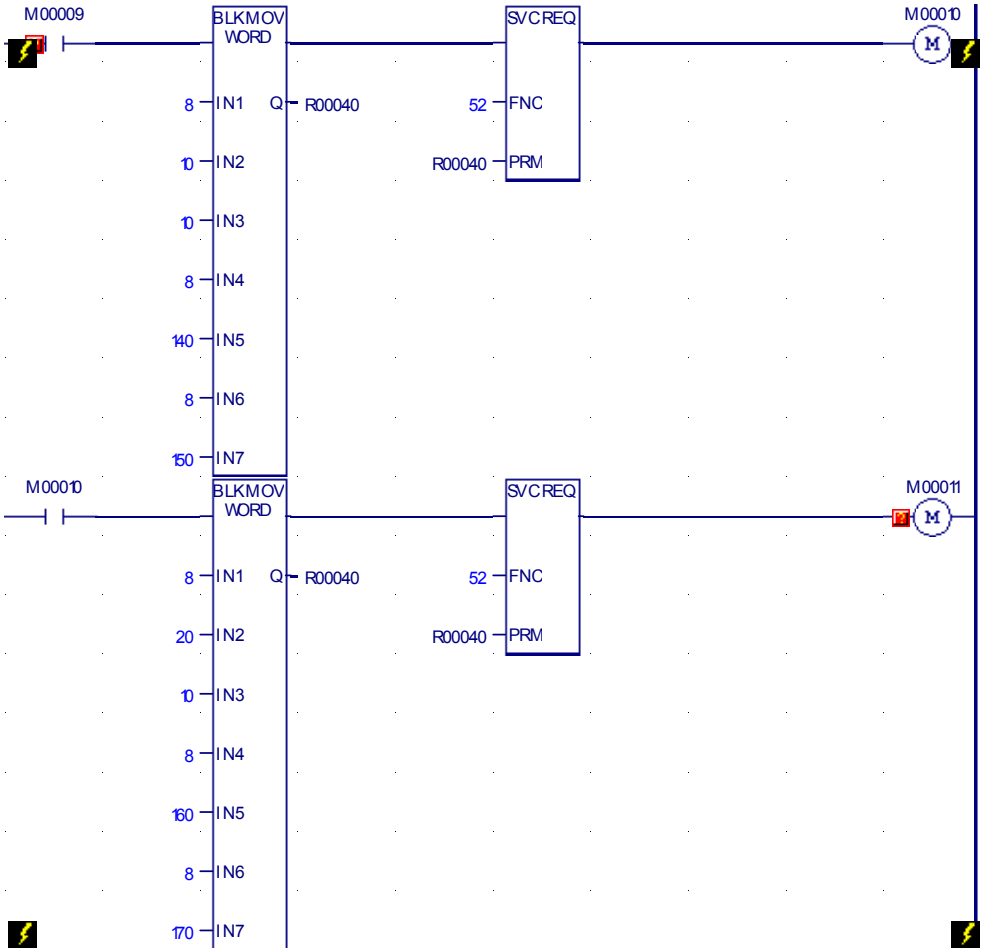 M00009 BLKMOV SVCREQ M00010
WORD
M
8 IN1 Q R00040 52 FNC
10 IN2 R00040 PRM
10 IN3
8 IN4
140 IN5
8 IN6
150 IN7
M00010 BLKMOV SVCREQ M00011
WORD
M
8 IN1 Q R00040 52 FNC
20 IN2 R00040 PRM
10 IN3
8 IN4
160 IN5
8 IN6
170 IN7